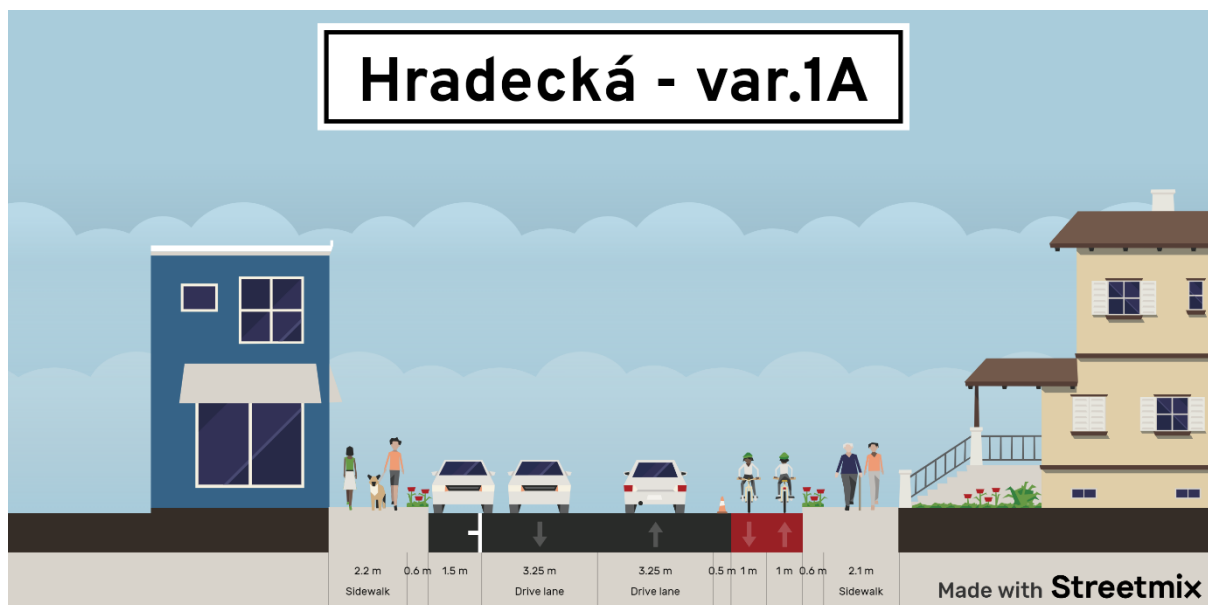 Hradecká - var.1A
2.2 m 0.6 m 1.5 m 3.25 m 3.25 m 0.5 m 1 m 1 m 0.6 m 2.1 m
Sidewalk Drive lane Drive lane Sidewalk
Made with Streetmix